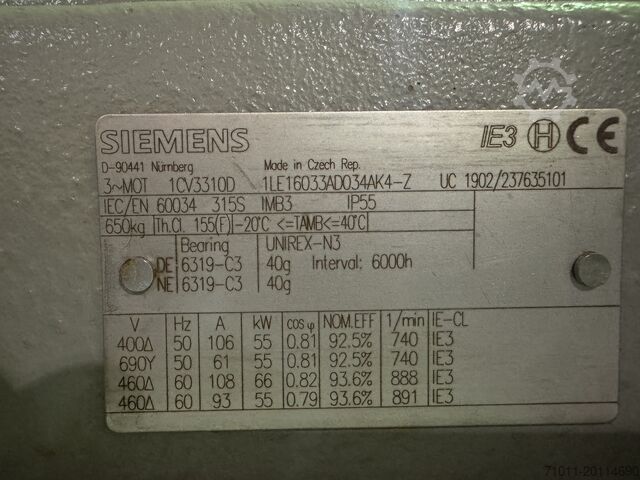 SIEMENS IE3 H CE
D-90441 Nürnberg Made in Czech Rep.
3~MOT 1CV3310D 1LE16033AD034AK4-Z UC 1902/237635101
IEC/EN 60034 315S IMB3 IP55
650kg Th.Cl. 155(F) -20°C <=TAMB<=40°C
Bearing UNIREX-N3
DE 6319-C3 40g Interval: 6000h
NE 6319-C3 40g
V Hz A kW cos φ NOM.EFF 1/min IE-CL
400Δ 50 106 55 0.81 92.5% 740 IE3
690Y 50 61 55 0.81 92.5% 740 IE3
460Δ 60 108 66 0.82 93.6% 888 IE3
460Δ 60 93 55 0.79 93.6% 891 IE3
71011-20114690